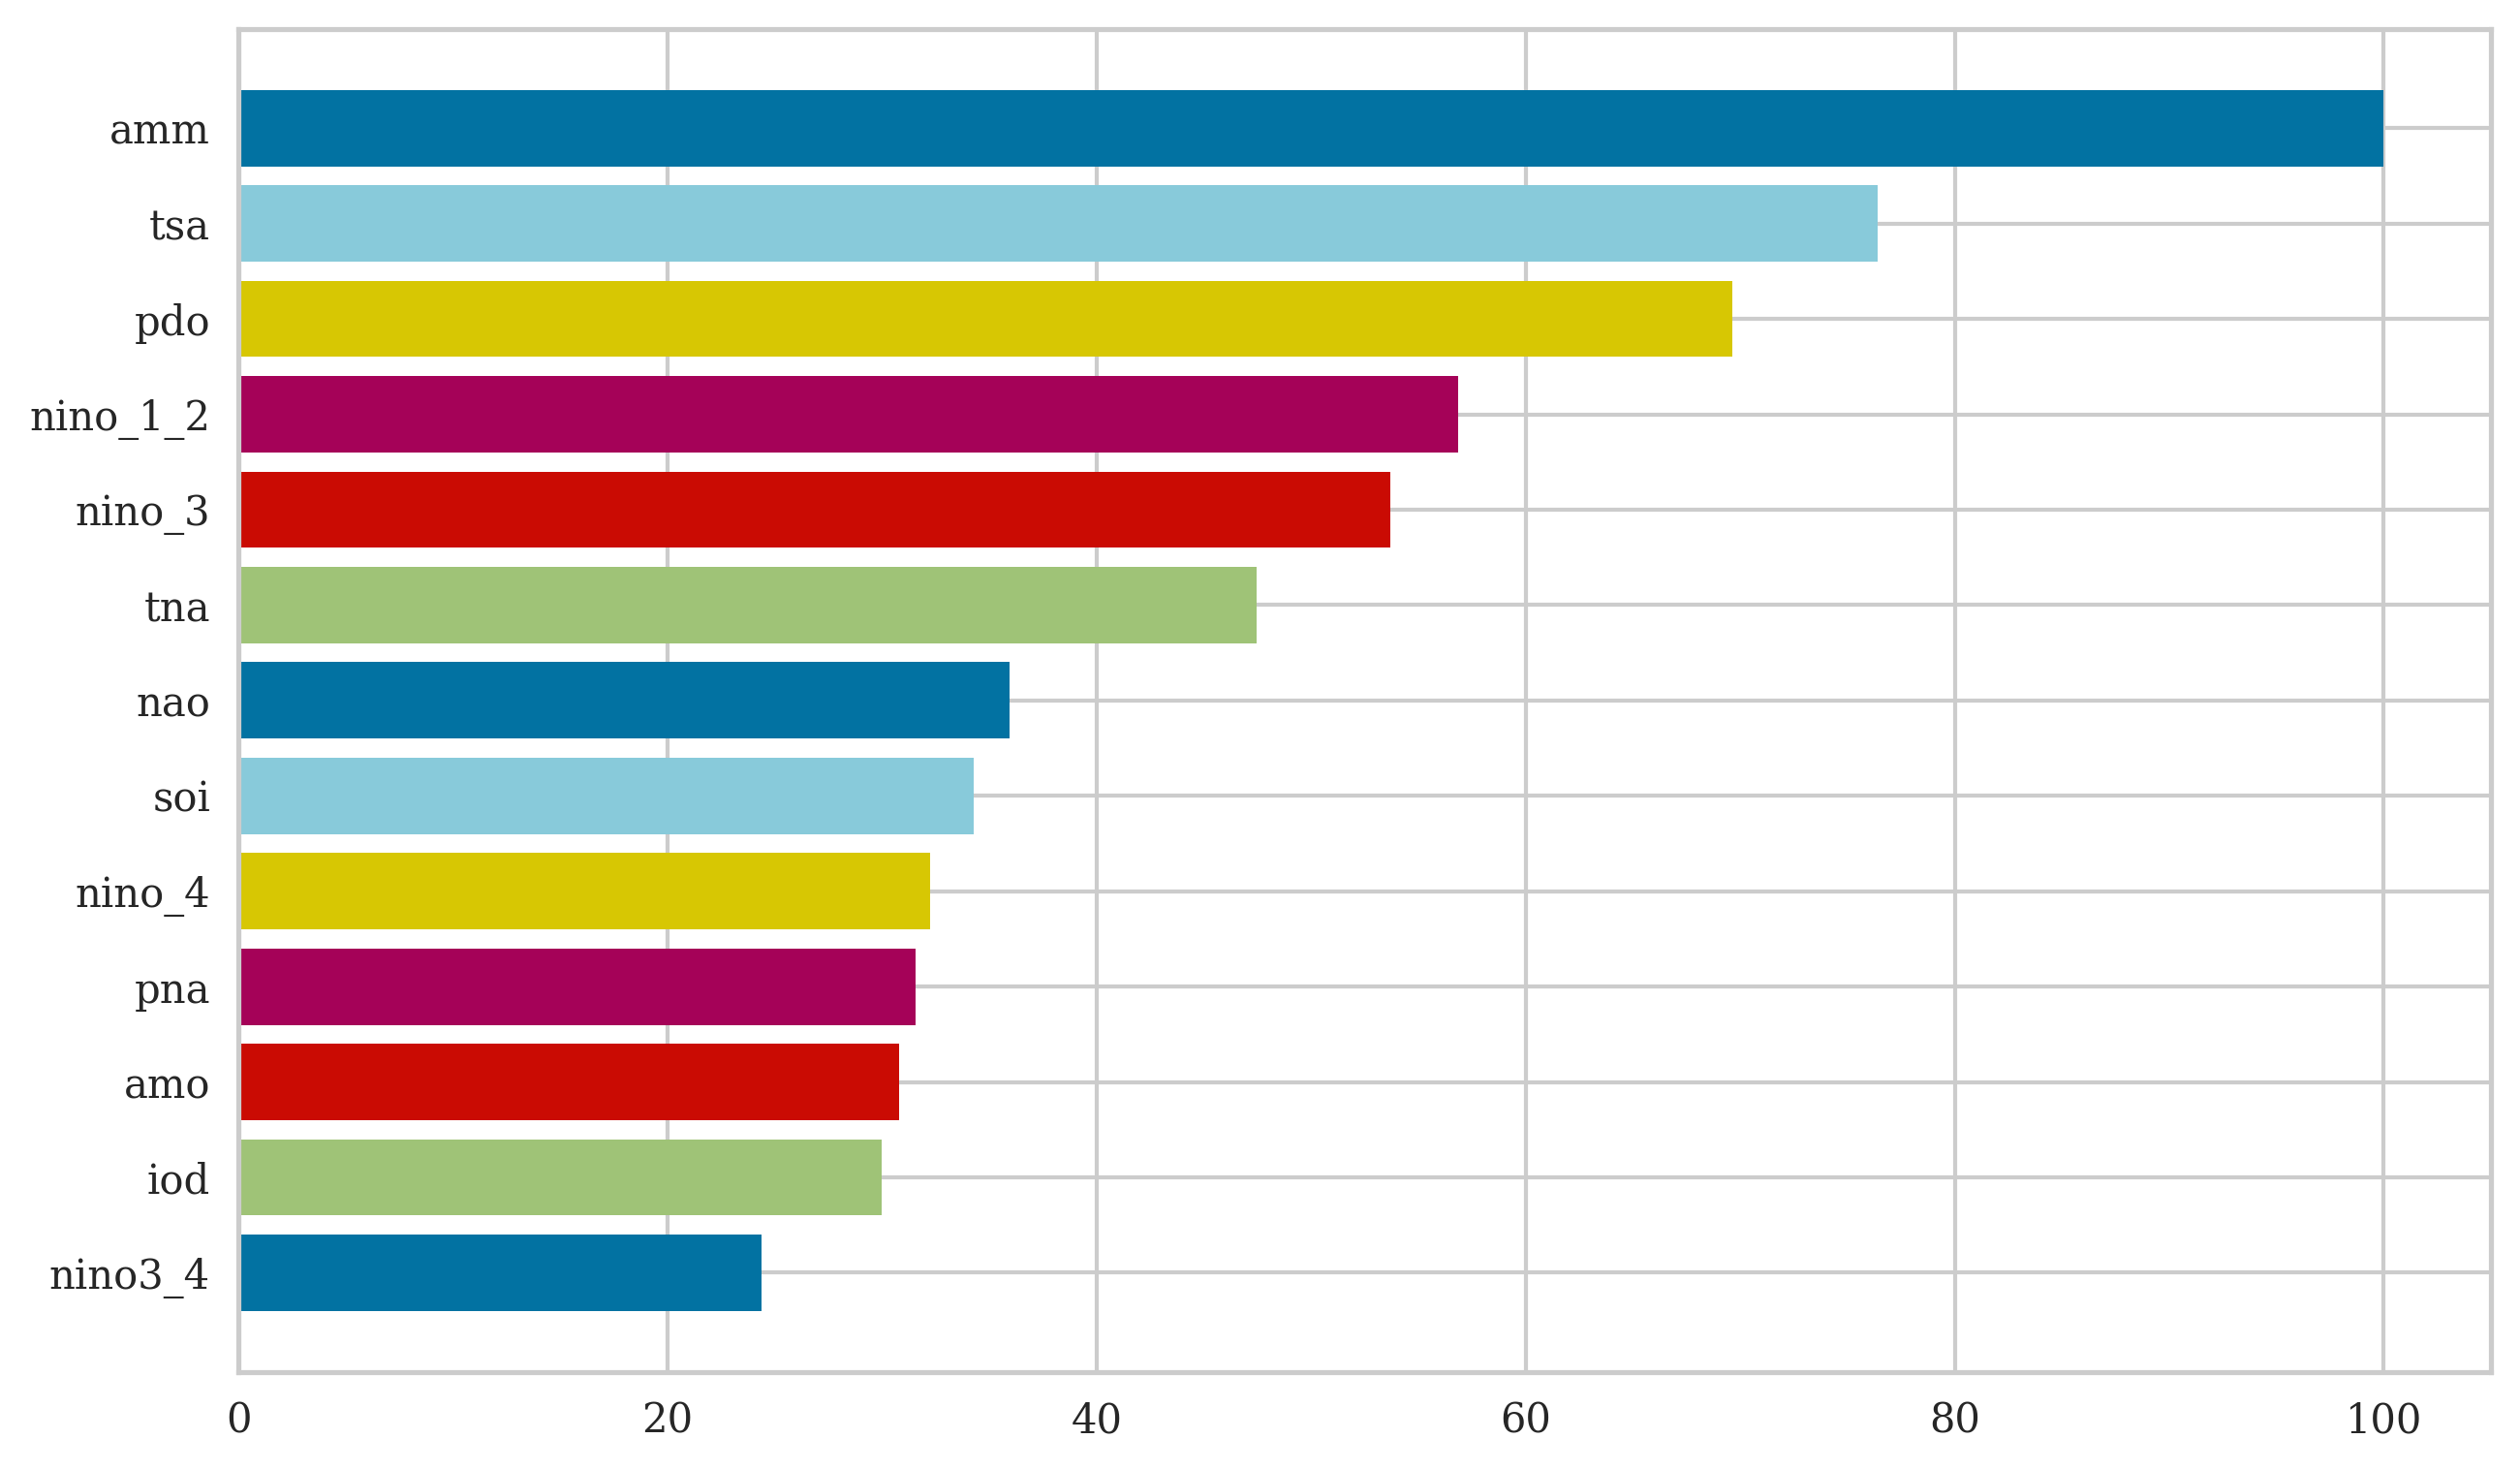 amm
tsa
pdo
nino_1_2
nino_3
tna
nao
soi
nino_4
pna
amo
iod
nino3_4
0 20 40 60 80 100